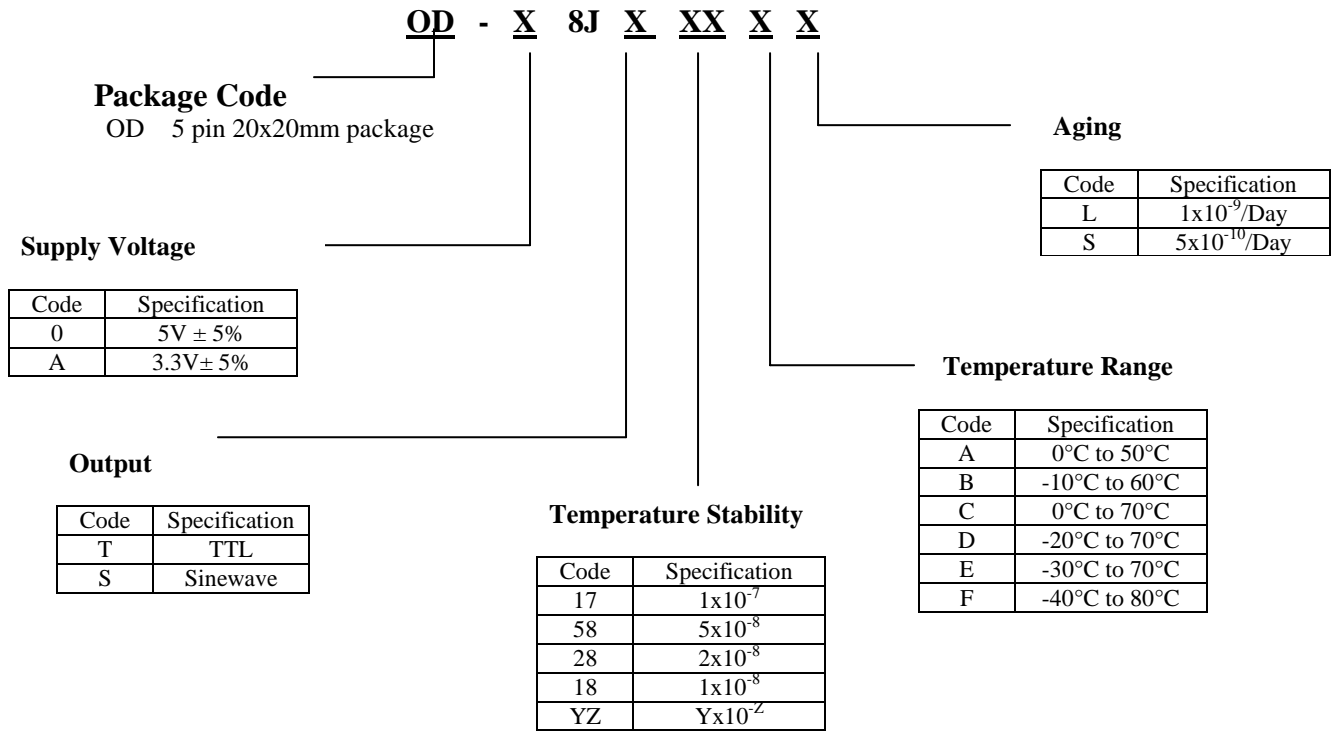 OD - X 8J X XX X X
Package Code
OD 5 pin 20x20mm package
Aging
Code Specification
L 1x10⁻⁹/Day
S 5x10⁻¹⁰/Day
Supply Voltage
Code Specification
0 5V ± 5%
A 3.3V± 5%
Temperature Range
Code Specification
A 0°C to 50°C
B -10°C to 60°C
C 0°C to 70°C
D -20°C to 70°C
E -30°C to 70°C
F -40°C to 80°C
Output
Code Specification
T TTL
S Sinewave
Temperature Stability
Code Specification
17 1x10⁻⁷
58 5x10⁻⁸
28 2x10⁻⁸
18 1x10⁻⁸
YZ Yx10⁻ᶻ